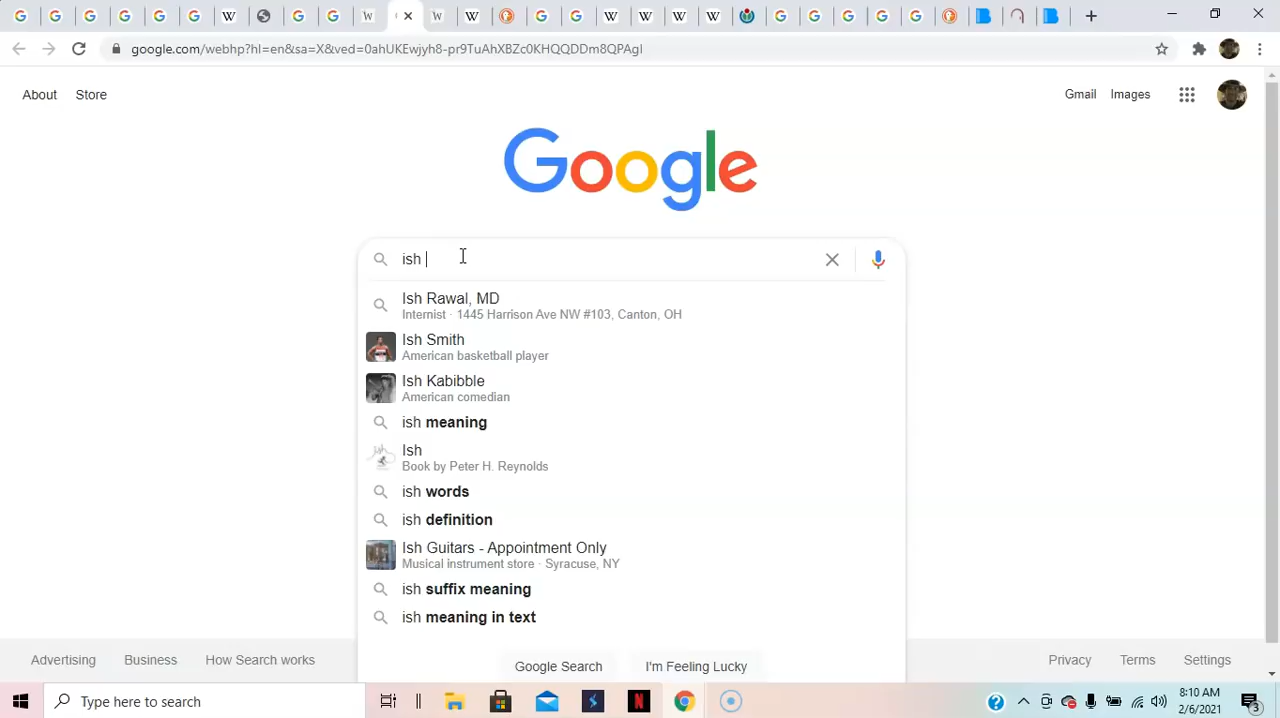 google.com/webhp?hl=en&sa=X&ved=0ahUKEwjyh8-pr9TuAhXBZc0KHQQDDm8QPAgI
About Store Gmail Images
Google
ish
Ish Rawal, MD
Internist · 1445 Harrison Ave NW #103, Canton, OH
Ish Smith
American basketball player
Ish Kabibble
American comedian
ish meaning
Ish
Book by Peter H. Reynolds
ish words
ish definition
Ish Guitars - Appointment Only
Musical instrument store · Syracuse, NY
ish suffix meaning
ish meaning in text
Advertising Business How Search works Google Search I'm Feeling Lucky Privacy Terms Settings
Type here to search
8:10 AM
2/6/2021
3